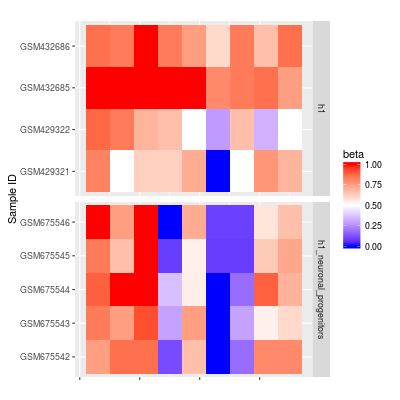 GSM432686
GSM432685
GSM429322
GSM429321
h1
GSM675546
GSM675545
GSM675544
GSM675543
GSM675542
h1_neuronal_progenitors
Sample ID
beta
1.00
0.75
0.50
0.25
0.00